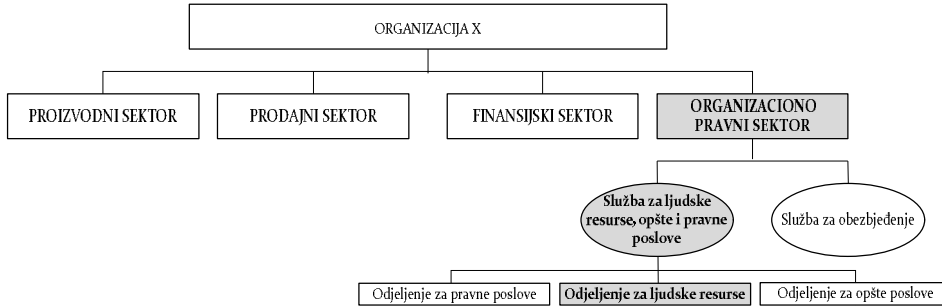 ORGANIZACIJA X
PROIZVODNI SEKTOR
PRODAJNI SEKTOR
FINANSIJSKI SEKTOR
ORGANIZACIONO
PRAVNI SEKTOR
Služba za ljudske
resurse, opšte i pravne
poslove
Služba za obezbjeđenje
Odjeljenje za pravne poslove
Odjeljenje za ljudske resurse
Odjeljenje za opšte poslove